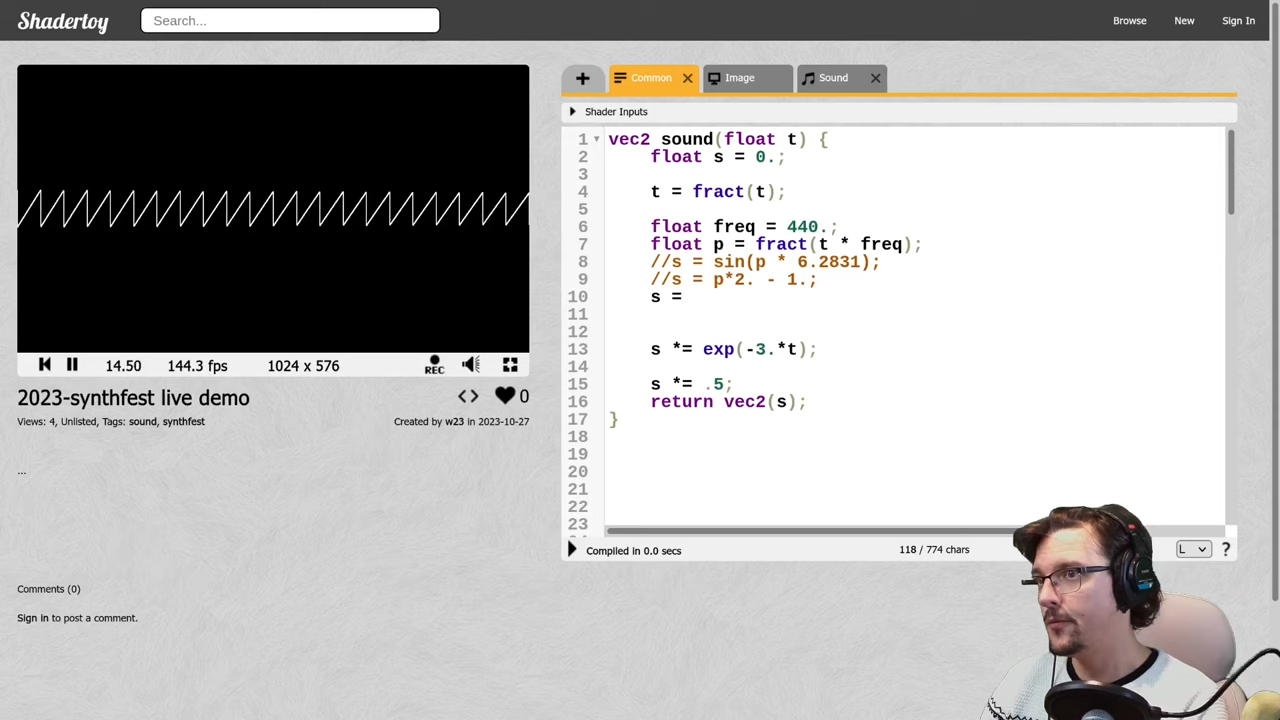 Shadertoy
Search...
Browse New Sign In
Common
Image
Sound
Shader Inputs
1 vec2 sound(float t) {
2 float s = 0.;
3
4 t = fract(t);
5
6 float freq = 440.;
7 float p = fract(t * freq);
8 //s = sin(p * 6.2831);
9 //s = p*2. - 1.;
10 s =
11
12
13 s *= exp(-3.*t);
14
15 s *= .5;
16 return vec2(s);
17 }
18
19
20
21
22
23
14.50 144.3 fps 1024 x 576 REC
2023-synthfest live demo
0
Views: 4, Unlisted, Tags: sound, synthfest
Created by w23 in 2023-10-27
...
Compiled in 0.0 secs
118 / 774 chars
L
?
Comments (0)
Sign in to post a comment.